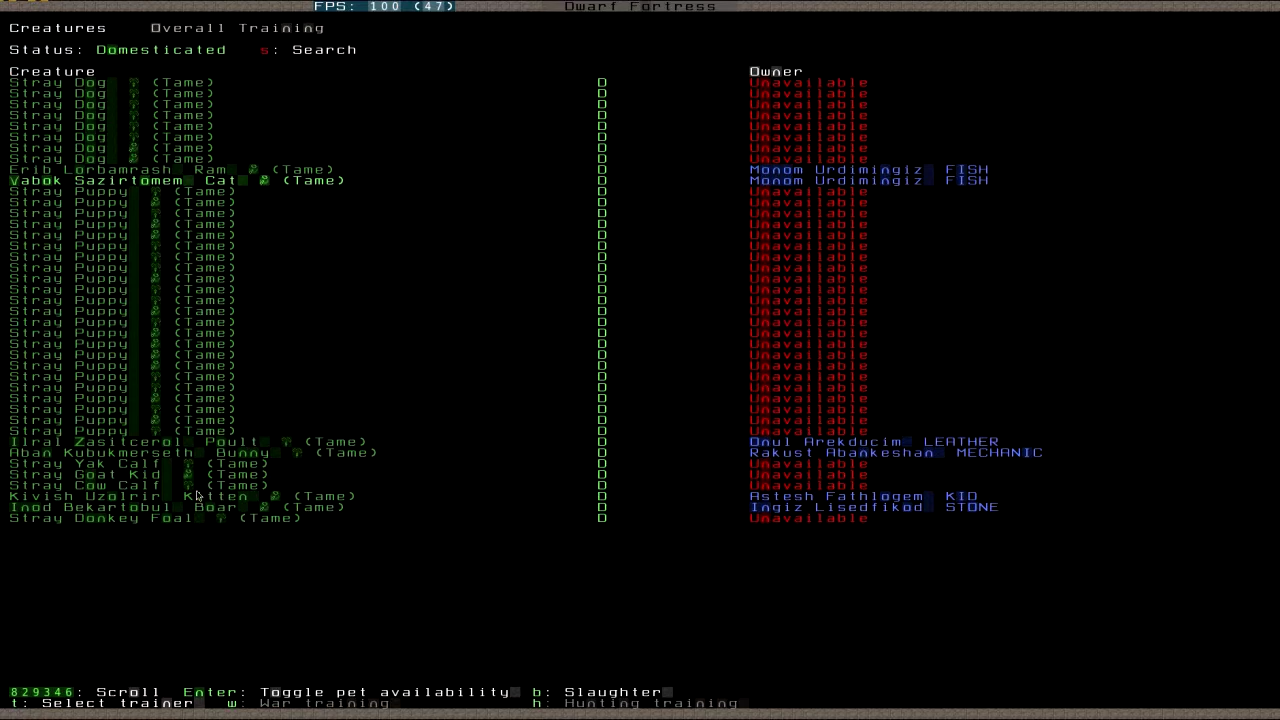 FPS: 100 (47) Dwarf Fortress
Creatures Overall Training
Status: Domesticated s: Search
Creature Owner
Stray Dog, ♀ (Tame) D Unavailable
Stray Dog, ♀ (Tame) D Unavailable
Stray Dog, ♀ (Tame) D Unavailable
Stray Dog, ♀ (Tame) D Unavailable
Stray Dog, ♀ (Tame) D Unavailable
Stray Dog, ♀ (Tame) D Unavailable
Stray Dog, ♂ (Tame) D Unavailable
Stray Dog, ♂ (Tame) D Unavailable
Erib Lorbamrash, Ram, ♂ (Tame) D Monom Urdimingiz, FISH
Vabok Sazirtomem, Cat, ♂ (Tame) D Monom Urdimingiz, FISH
Stray Puppy, ♀ (Tame) D Unavailable
Stray Puppy, ♂ (Tame) D Unavailable
Stray Puppy, ♀ (Tame) D Unavailable
Stray Puppy, ♂ (Tame) D Unavailable
Stray Puppy, ♂ (Tame) D Unavailable
Stray Puppy, ♀ (Tame) D Unavailable
Stray Puppy, ♀ (Tame) D Unavailable
Stray Puppy, ♀ (Tame) D Unavailable
Stray Puppy, ♂ (Tame) D Unavailable
Stray Puppy, ♀ (Tame) D Unavailable
Stray Puppy, ♀ (Tame) D Unavailable
Stray Puppy, ♂ (Tame) D Unavailable
Stray Puppy, ♀ (Tame) D Unavailable
Stray Puppy, ♂ (Tame) D Unavailable
Stray Puppy, ♀ (Tame) D Unavailable
Stray Puppy, ♂ (Tame) D Unavailable
Stray Puppy, ♂ (Tame) D Unavailable
Stray Puppy, ♀ (Tame) D Unavailable
Stray Puppy, ♀ (Tame) D Unavailable
Stray Puppy, ♂ (Tame) D Unavailable
Stray Puppy, ♀ (Tame) D Unavailable
Stray Puppy, ♂ (Tame) D Unavailable
Stray Puppy, ♀ (Tame) D Unavailable
Ilral Zasitcerol, Poult, ♀ (Tame) D Onul Arekducim, LEATHER
Aban Kubukmerseth, Bunny, ♀ (Tame) D Rakust Abankeshan, MECHANIC
Stray Yak Calf, ♀ (Tame) D Unavailable
Stray Goat Kid, ♂ (Tame) D Unavailable
Stray Cow Calf, ♀ (Tame) D Unavailable
Kivish Uzolrir, Kitten, ♂ (Tame) D Astesh Fathlogem, KID
Inod Bekartobul, Boar, ♂ (Tame) D Ingiz Lisedfikod, STONE
Stray Donkey Foal, ♀ (Tame) D Unavailable
829346: Scroll Enter: Toggle pet availability, b: Slaughter,
t: Select trainer, w: War training h: Hunting training